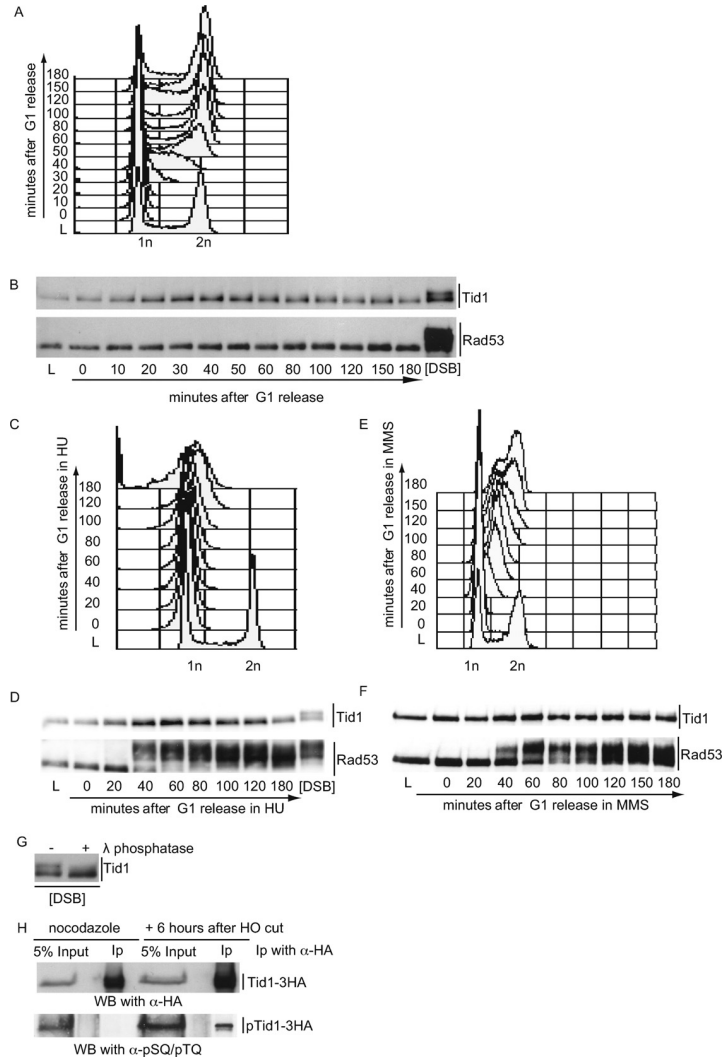 A
minutes after G1 release
180
150
120
100
80
60
50
40
30
20
10
0
L
1n
2n
B
Tid1
Rad53
L 0 10 20 30 40 50 60 80 100 120 150 180 [DSB]
minutes after G1 release
C
minutes after G1 release in HU
180
120
100
80
60
40
20
0
L
1n 2n
E
minutes after G1 release in MMS
180
150
120
100
80
60
40
20
0
L
1n 2n
D
Tid1
Rad53
L 0 20 40 60 80 100 120 180 [DSB]
minutes after G1 release in HU
F
Tid1
Rad53
L 0 20 40 60 80 100 120 150 180
minutes after G1 release in MMS
G
- + λ phosphatase
Tid1
[DSB]
H
nocodazole + 6 hours after HO cut
5% Input Ip 5% Input Ip Ip with α-HA
Tid1-3HA
WB with α-HA
pTid1-3HA
WB with α-pSQ/pTQ